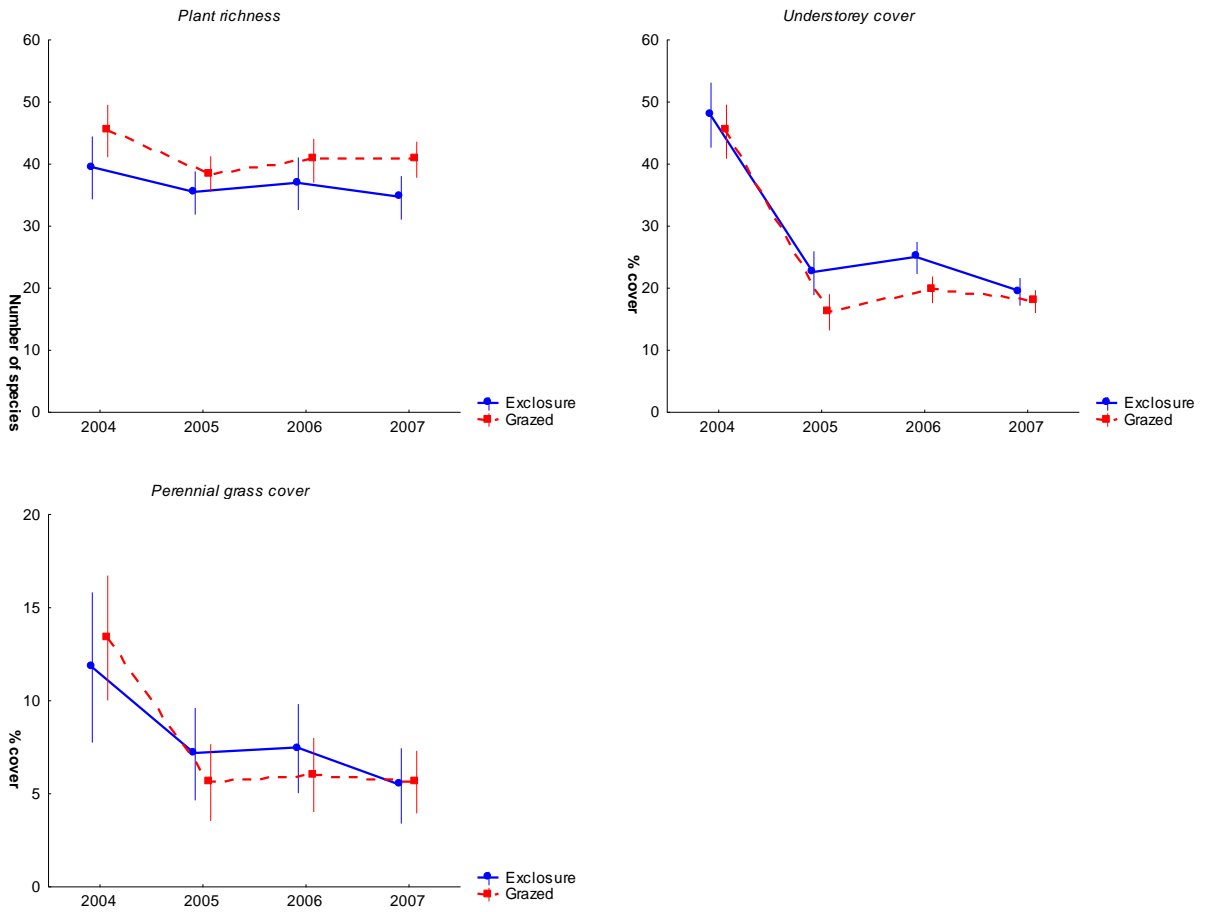 Plant richness
60
50
40
30
20
10
0
Number of species
2004 2005 2006 2007
Exclosure
Grazed
Understorey cover
60
50
40
30
20
10
0
% cover
2004 2005 2006 2007
Exclosure
Grazed
Perennial grass cover
20
15
10
5
0
% cover
2004 2005 2006 2007
Exclosure
Grazed